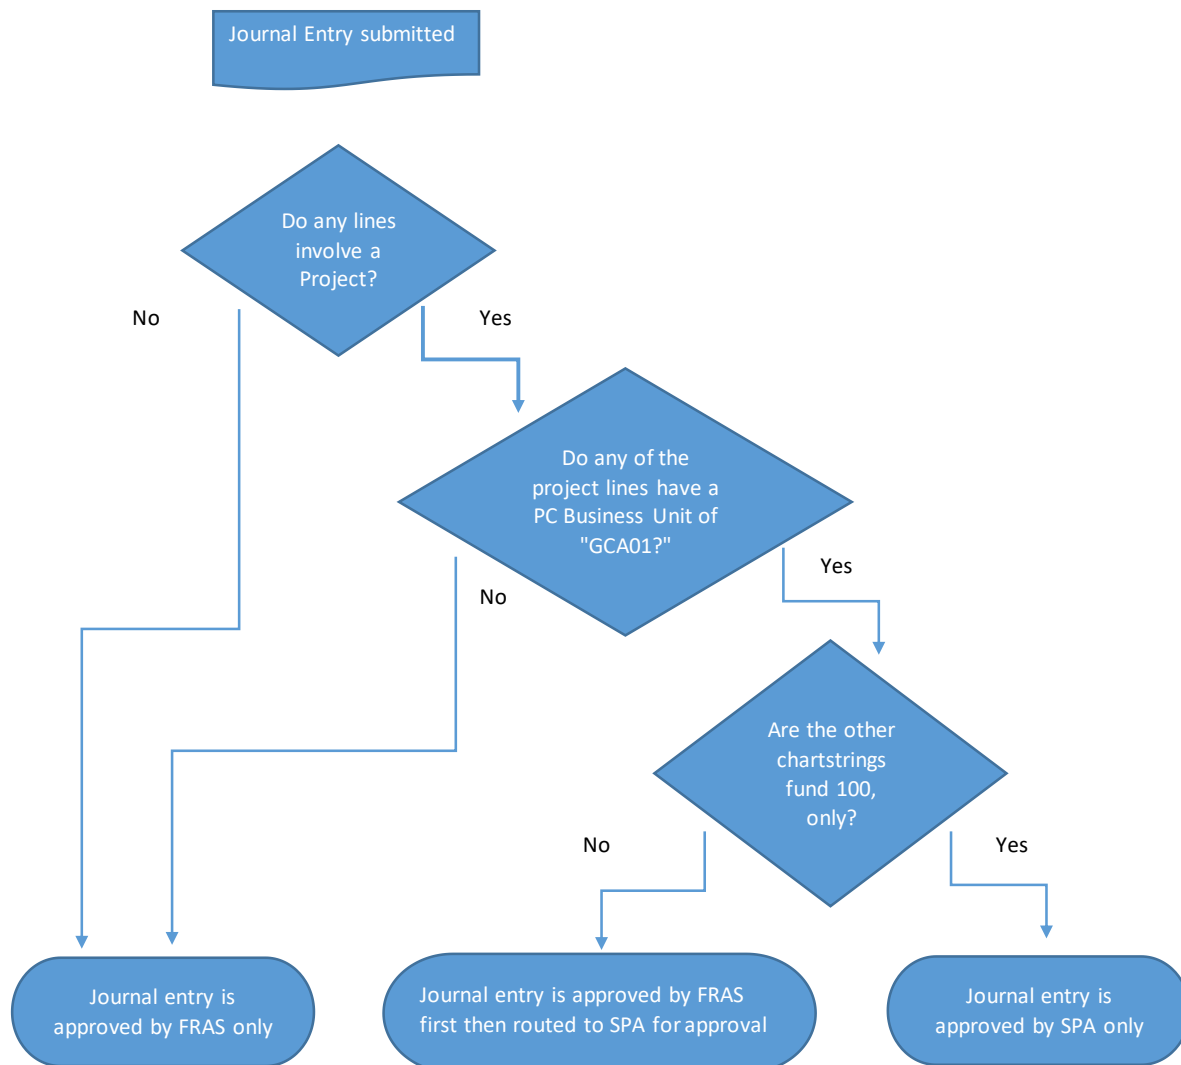 Journal Entry submitted
Do any lines
involve a
Project?
No
Yes
Do any of the
project lines have a
PC Business Unit of
"GCA01?"
No
Yes
Are the other
chartstrings
fund 100,
only?
No
Yes
Journal entry is
approved by FRAS only
Journal entry is approved by FRAS
first then routed to SPA for approval
Journal entry is
approved by SPA only